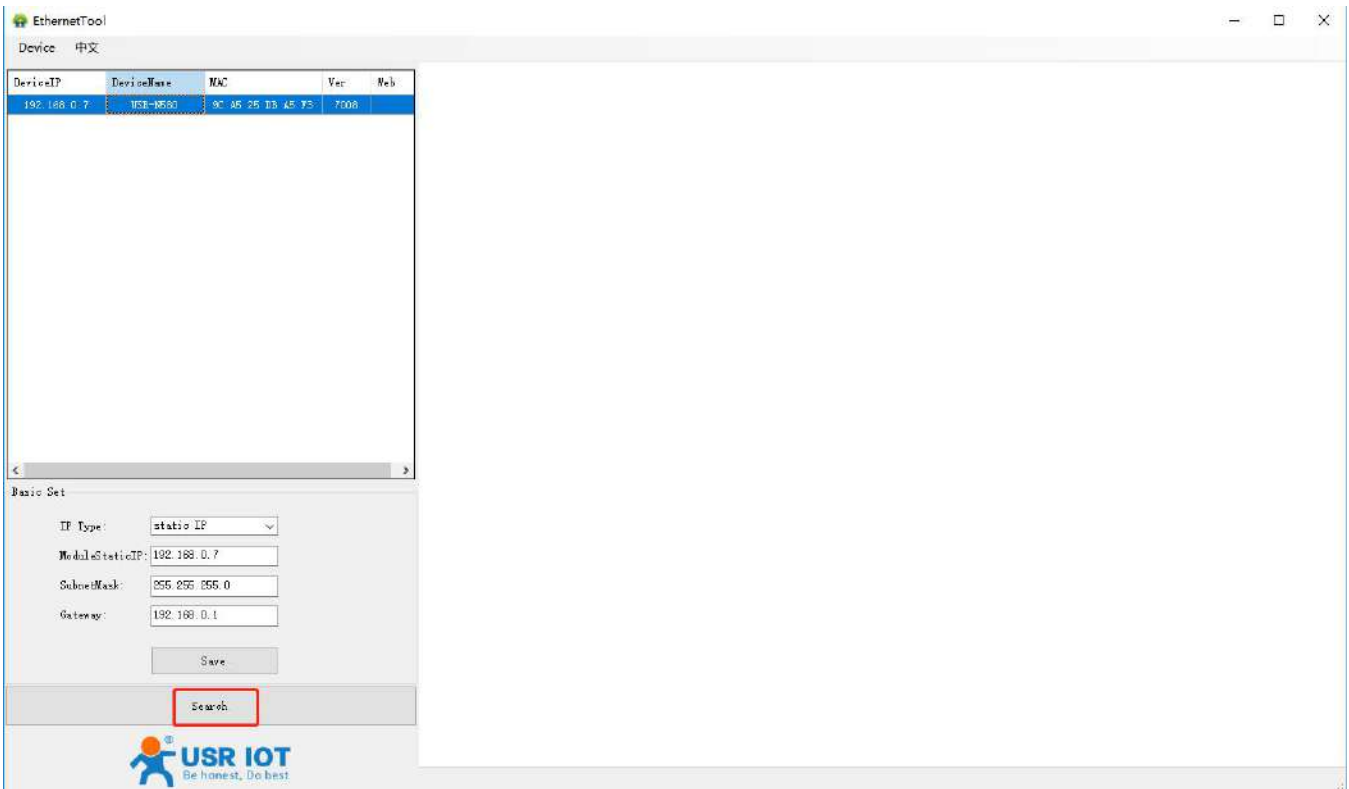 EthernetTool
Device 中文
DeviceIP DeviceName MAC Ver Web
192.168.0.7 USR-N580 9C A5 25 DB A5 F3 7008
Basic Set
IP Type: static IP
ModuleStaticIP: 192.168.0.7
SubnetMask: 255.255.255.0
Gateway: 192.168.0.1
Save
Search
®
USR IOT
Be honest, Do best